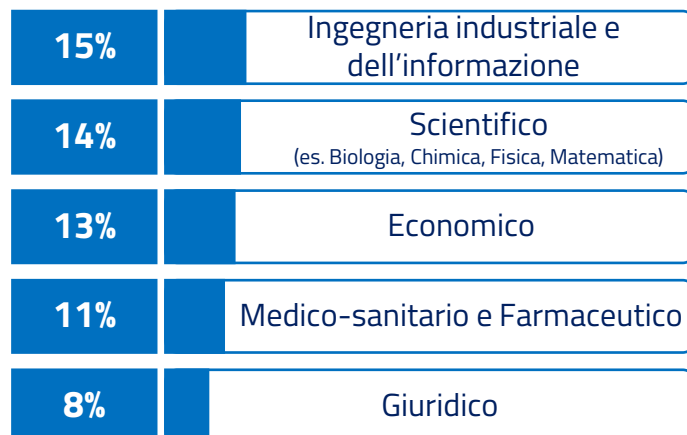 15%
Ingegneria industriale e
dell'informazione
14%
Scientifico
(es. Biologia, Chimica, Fisica, Matematica)
13%
Economico
11%
Medico-sanitario e Farmaceutico
8%
Giuridico